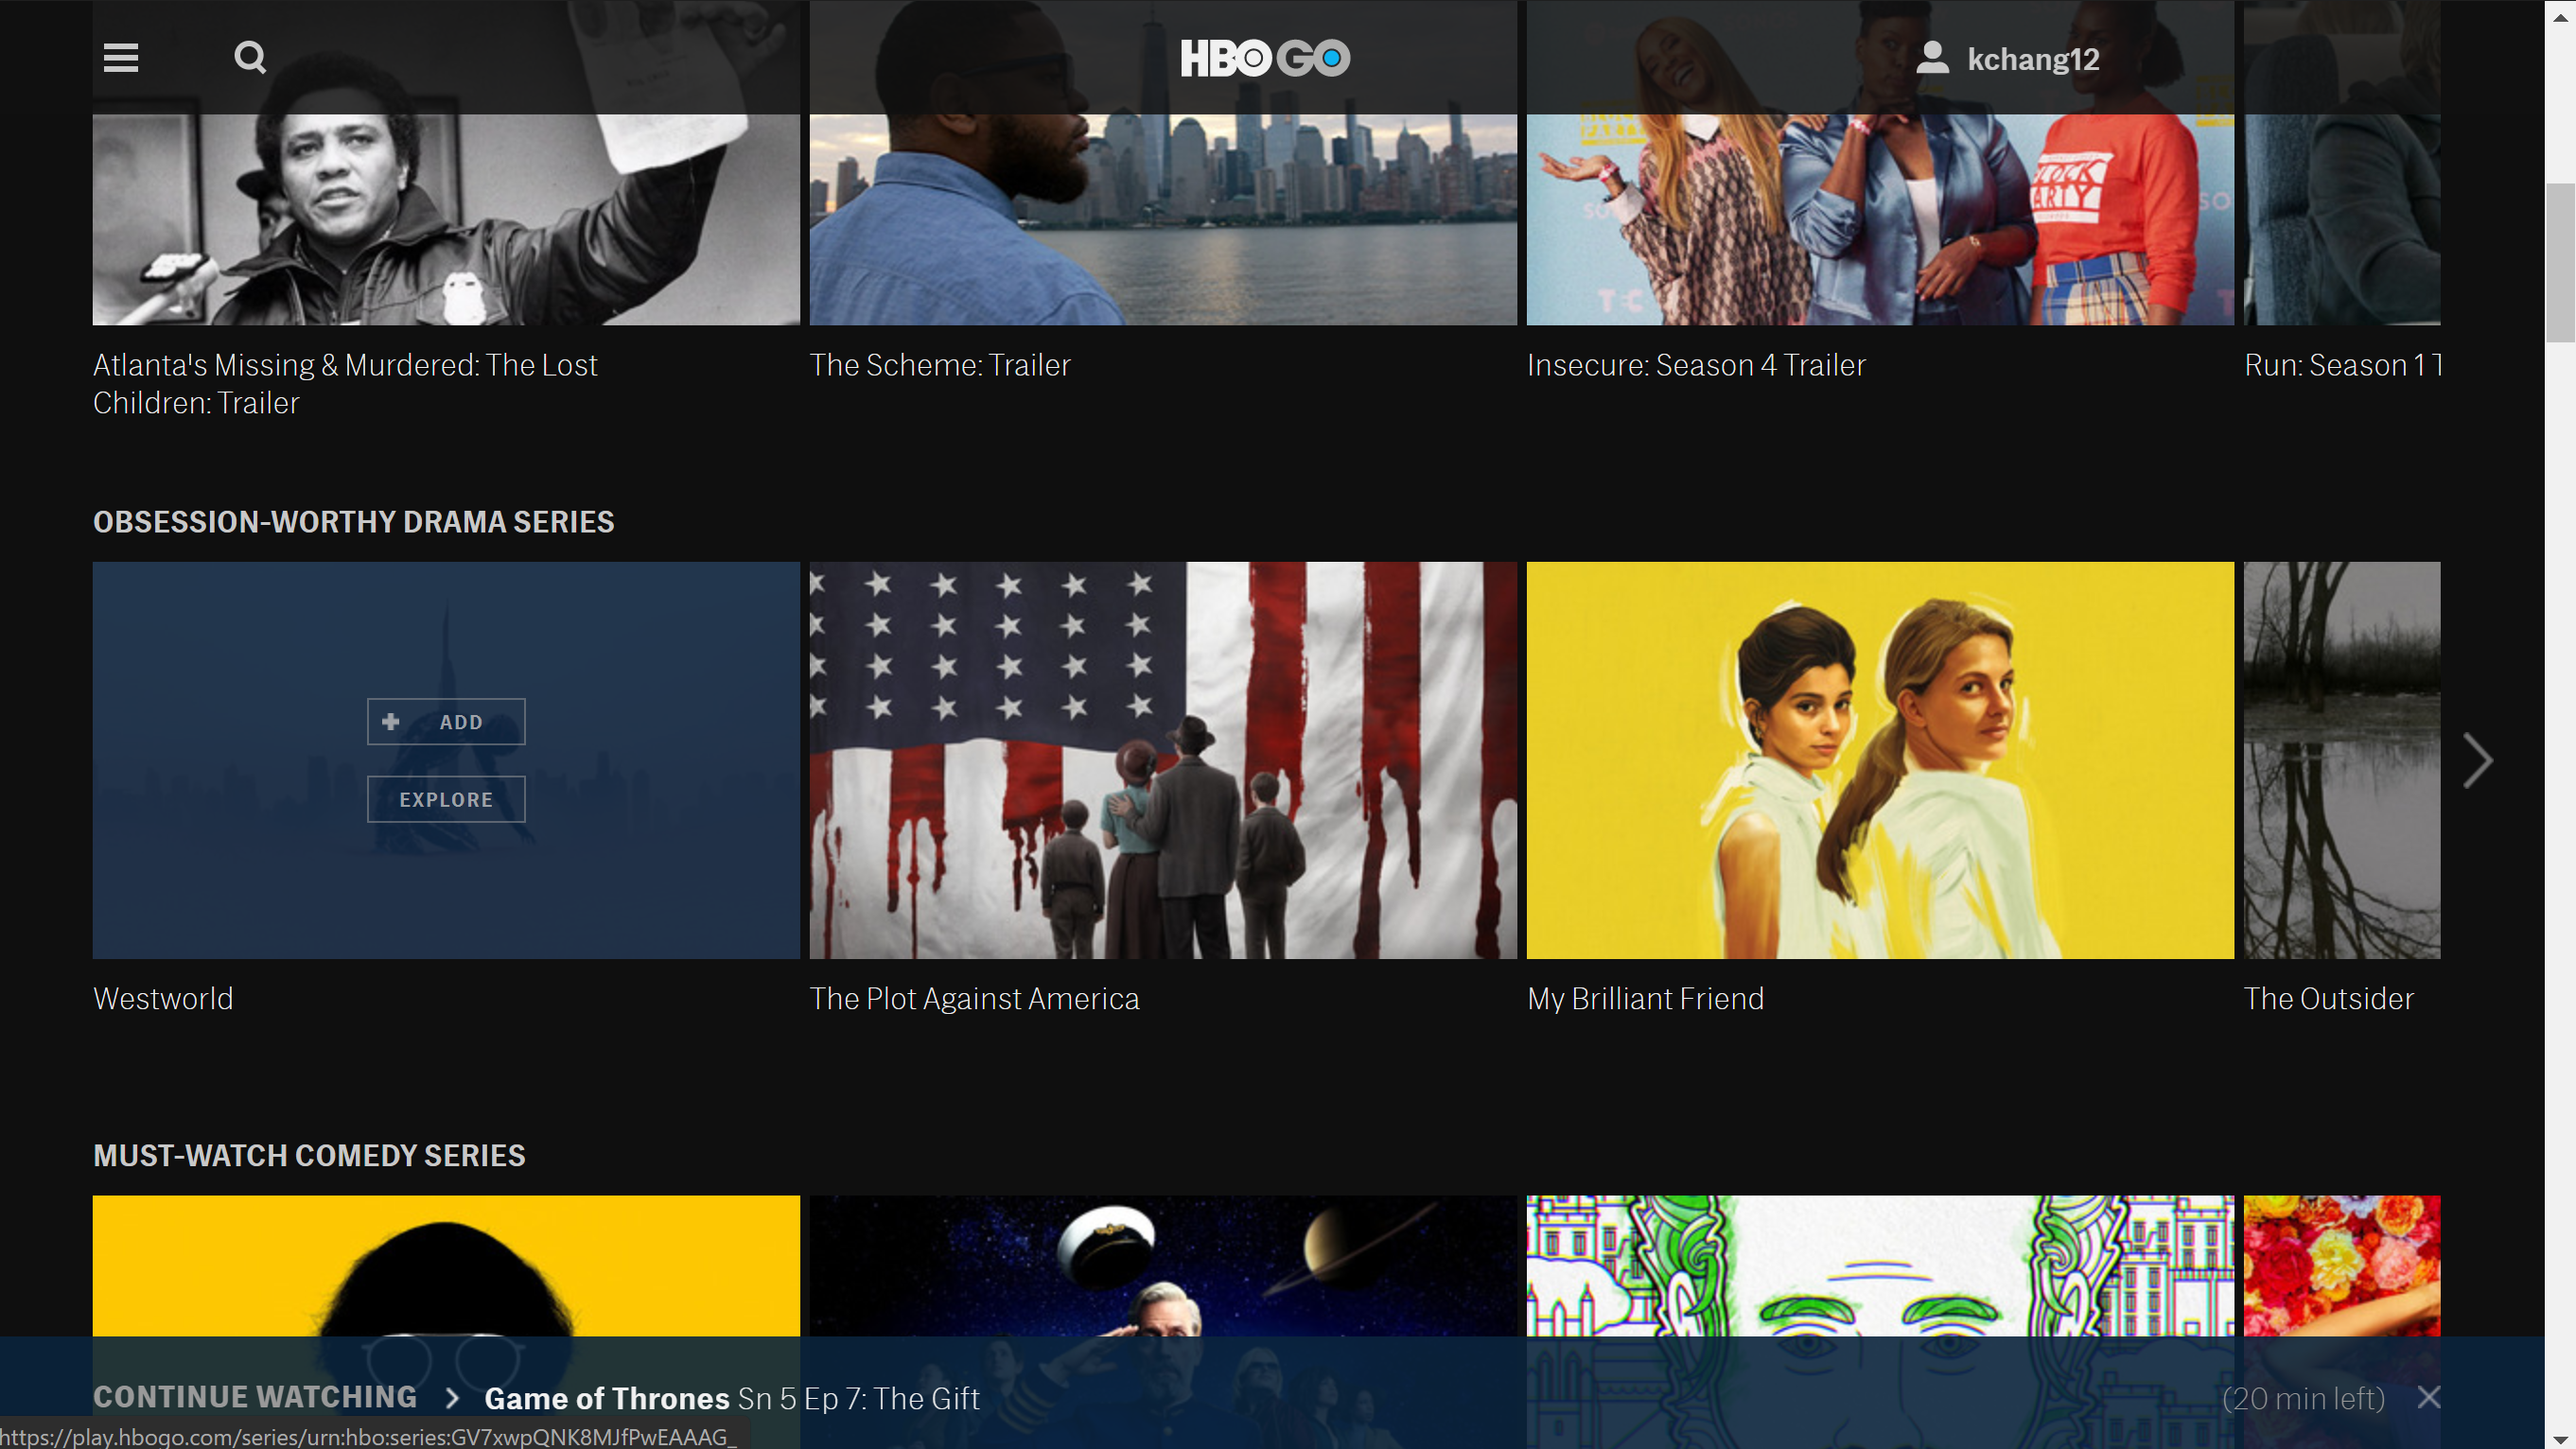 HBO GO
kchang12
BLOCK
PARTY
Atlanta's Missing & Murdered: The Lost
Children: Trailer
The Scheme: Trailer
Insecure: Season 4 Trailer
Run: Season 1 T
OBSESSION-WORTHY DRAMA SERIES
ADD
EXPLORE
Westworld
The Plot Against America
My Brilliant Friend
The Outsider
MUST-WATCH COMEDY SERIES
CONTINUE WATCHING > Game of Thrones Sn 5 Ep 7: The Gift
(20 min left)
https://play.hbogo.com/series/urn:hbo:series:GV7xwpQNK8MJfPwEAAAG_